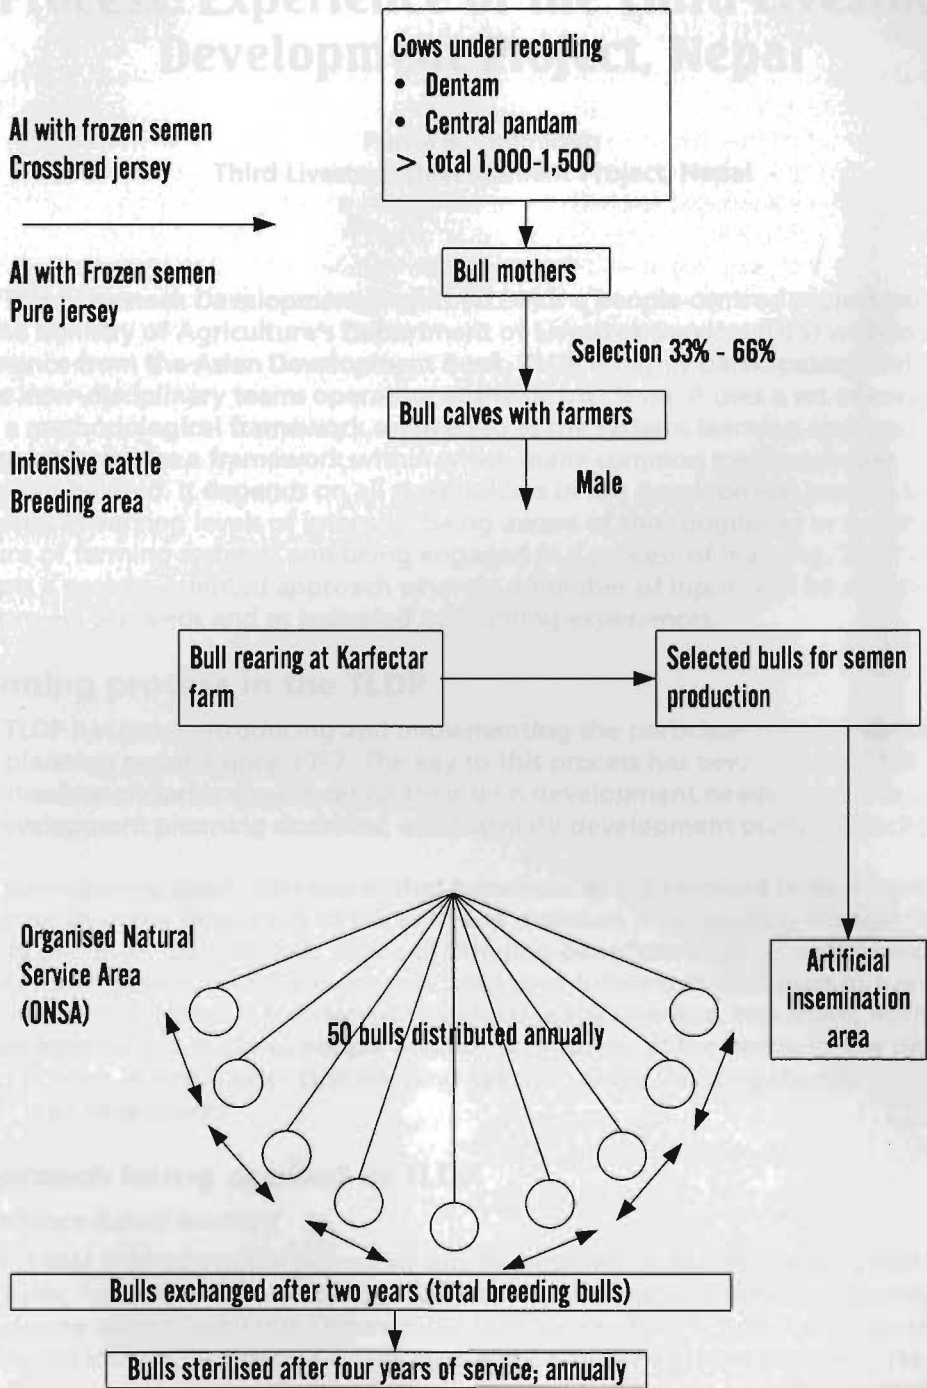 Cows under recording
• Dentam
• Central pandam
> total 1,000-1,500
AI with frozen semen
Crossbred jersey
AI with Frozen semen
Pure jersey
Bull mothers
Selection 33% - 66%
Bull calves with farmers
Intensive cattle
Breeding area
Male
Bull rearing at Karfectar
farm
Selected bulls for semen
production
Organised Natural
Service Area
(ONSA)
50 bulls distributed annually
Artificial
insemination
area
Bulls exchanged after two years (total breeding bulls)
Bulls sterilised after four years of service; annually